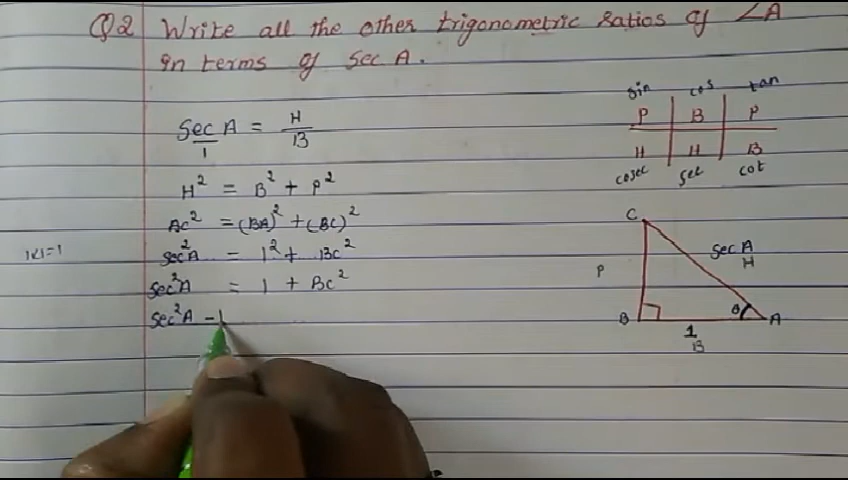 Q2 Write all the other trigonometric ratios of ∠A
in terms of Sec A.
sin cos tan
P B P
H H B
cosec sec cot
Sec A = H/B
1
H² = B² + P²
AC² = (BA)² + (BC)²
1×1=1
sec²A = 1² + BC²
sec²A = 1 + BC²
sec²A - 1
C
sec A
H
P
B
θ
A
1
B